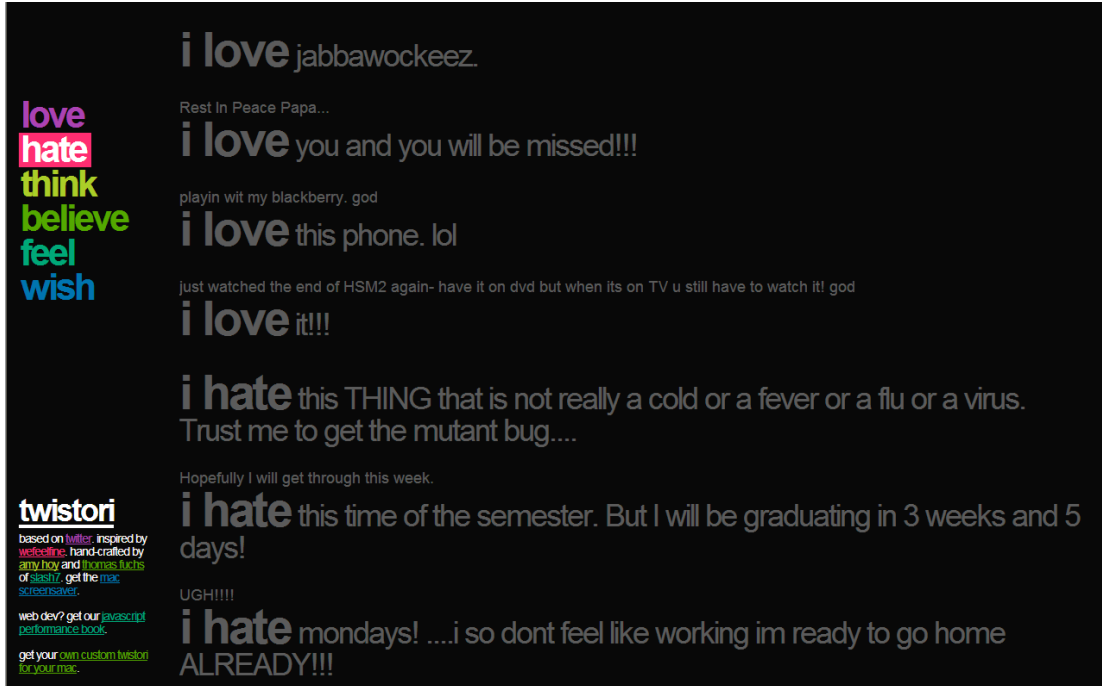 i love jabbawockeez.
love
hate
think
believe
feel
wish
Rest In Peace Papa...
i love you and you will be missed!!!
playin wit my blackberry. god
i love this phone. lol
just watched the end of HSM2 again- have it on dvd but when its on TV u still have to watch it! god
i love it!!!
i hate this THING that is not really a cold or a fever or a flu or a virus.
Trust me to get the mutant bug....
Hopefully I will get through this week.
i hate this time of the semester. But I will be graduating in 3 weeks and 5
days!
UGH!!!!
i hate mondays! ....i so dont feel like working im ready to go home
ALREADY!!!
twistori
based on twitter. inspired by
wefeelfine. hand-crafted by
amy hoy and thomas fuchs
of slash7. get the mac
screensaver.
web dev? get our javascript
performance book.
get your own custom twistori
for your mac.